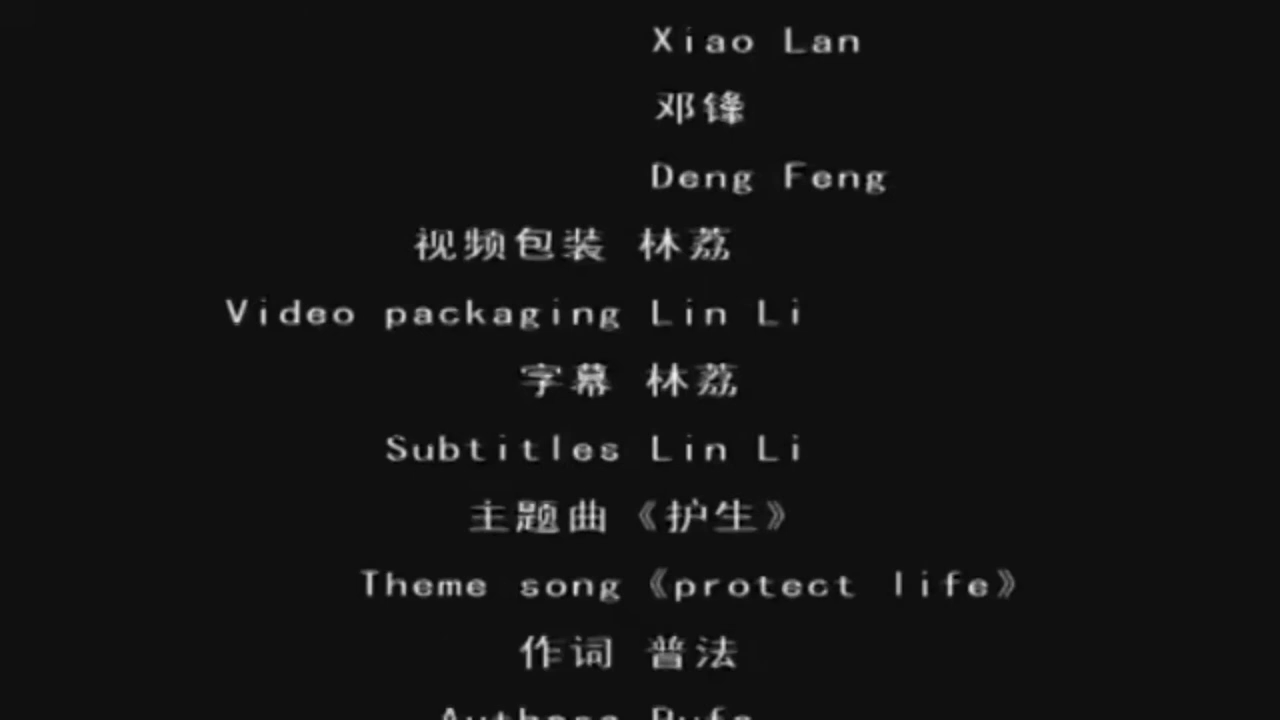 Xiao Lan
邓锋
Deng Feng
视频包装 林荔
Video packaging Lin Li
字幕 林荔
Subtitles Lin Li
主题曲《护生》
Theme song《protect life》
作词 普法